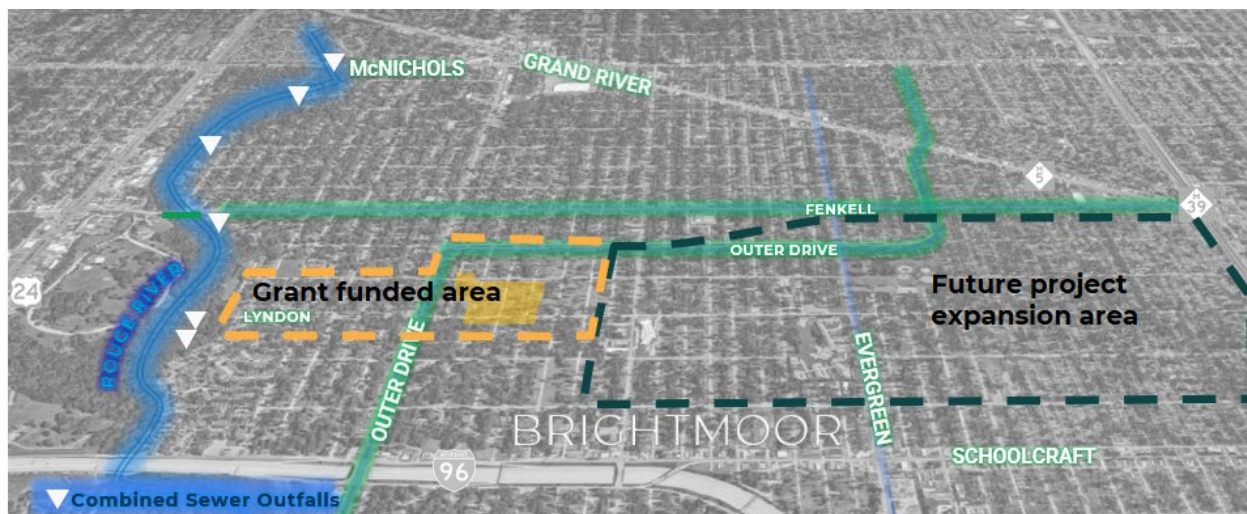 McNICHOLS
GRAND RIVER
M
5
M
39
FENKELL
OUTER DRIVE
24
ROUGE RIVER
Grant funded area
LYNDON
Future project
expansion area
OUTER DRIVE
EVERGREEN
BRIGHTMOOR
SCHOOLCRAFT
96
Combined Sewer Outfalls